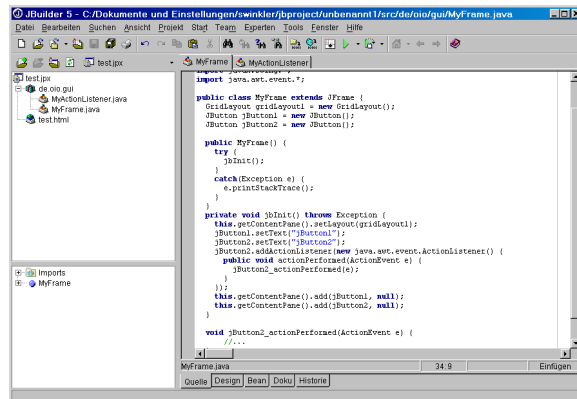 JBuilder 5 - C:/Dokumente und Einstellungen/swinkler/jbproject/unbenannt1/src/de/oio/gui/MyFrame.java
Datei Bearbeiten Suchen Ansicht Projekt Start Team Experten Tools Fenster Hilfe
test.jpx
MyFrame MyActionListener
test.jpx
de.oio.gui
MyActionListener.java
MyFrame.java
test.html
import javax.swing.*;
import java.awt.event.*;
public class MyFrame extends JFrame {
GridLayout gridLayout1 = new GridLayout();
JButton jButton1 = new JButton();
JButton jButton2 = new JButton();
public MyFrame() {
try {
jbInit();
}
catch(Exception e) {
e.printStackTrace();
}
}
private void jbInit() throws Exception {
this.getContentPane().setLayout(gridLayout1);
jButton1.setText("jButton1");
jButton2.setText("jButton2");
jButton2.addActionListener(new java.awt.event.ActionListener() {
public void actionPerformed(ActionEvent e) {
jButton2_actionPerformed(e);
}
});
this.getContentPane().add(jButton1, null);
this.getContentPane().add(jButton2, null);
}
void jButton2_actionPerformed(ActionEvent e) {
//...
Imports
MyFrame
MyFrame.java 34:9 Einfügen
Quelle Design Bean Doku Historie